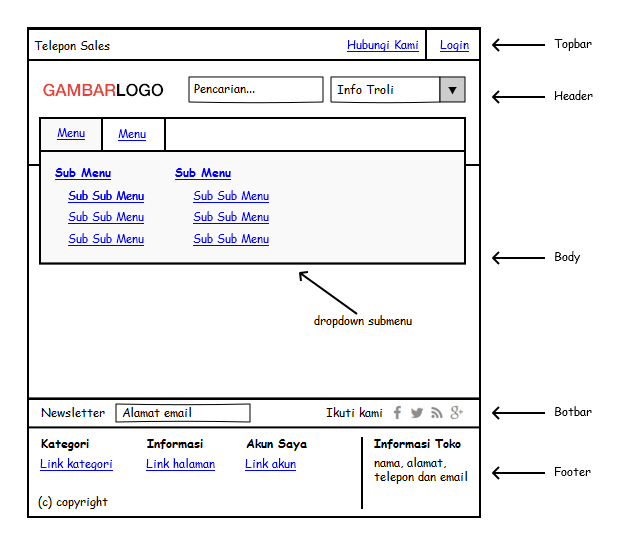 Telepon Sales
Hubungi Kami
Login
Topbar
GAMBARLOGO
Pencarian...
Info Troli
Header
Menu
Menu
Sub Menu
Sub Menu
Sub Sub Menu
Sub Sub Menu
Sub Sub Menu
Sub Sub Menu
Sub Sub Menu
Sub Sub Menu
Body
dropdown submenu
Newsletter
Alamat email
Ikuti kami
Botbar
Kategori
Informasi
Akun Saya
Informasi Toko
Link kategori
Link halaman
Link akun
nama, alamat,
telepon dan email
Footer
(c) copyright